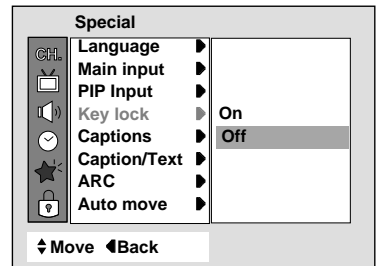 Special
CH.
Language
Main input
PIP Input
Key lock
On
Captions
Off
Caption/Text
ARC
Auto move
Move Back